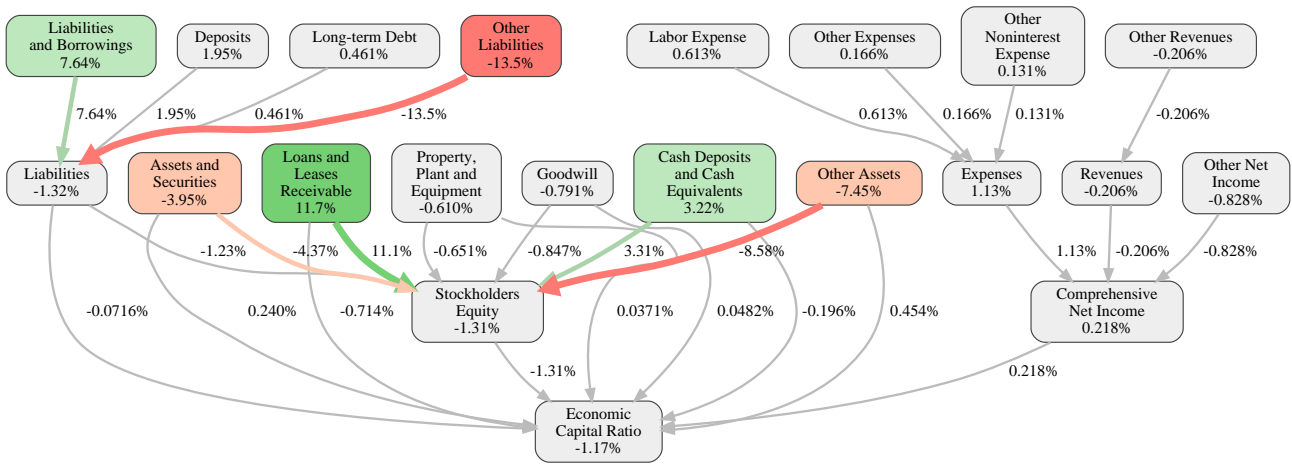 Liabilities
and Borrowings
7.64%
Deposits
1.95%
Long-term Debt
0.461%
Other
Liabilities
-13.5%
Labor Expense
0.613%
Other Expenses
0.166%
Other
Noninterest
Expense
0.131%
Other Revenues
-0.206%
7.64%
1.95%
0.461%
-13.5%
0.613%
0.166%
0.131%
-0.206%
Liabilities
-1.32%
Assets and
Securities
-3.95%
Loans and
Leases
Receivable
11.7%
Property,
Plant and
Equipment
-0.610%
Goodwill
-0.791%
Cash Deposits
and Cash
Equivalents
3.22%
Other Assets
-7.45%
Expenses
1.13%
Revenues
-0.206%
Other Net
Income
-0.828%
-1.23%
-4.37%
11.1%
-0.651%
-0.847%
3.31%
-8.58%
1.13%
-0.206%
-0.828%
-0.0716%
0.240%
-0.714%
Stockholders
Equity
-1.31%
0.0371%
0.0482%
-0.196%
0.454%
Comprehensive
Net Income
0.218%
-1.31%
0.218%
Economic
Capital Ratio
-1.17%